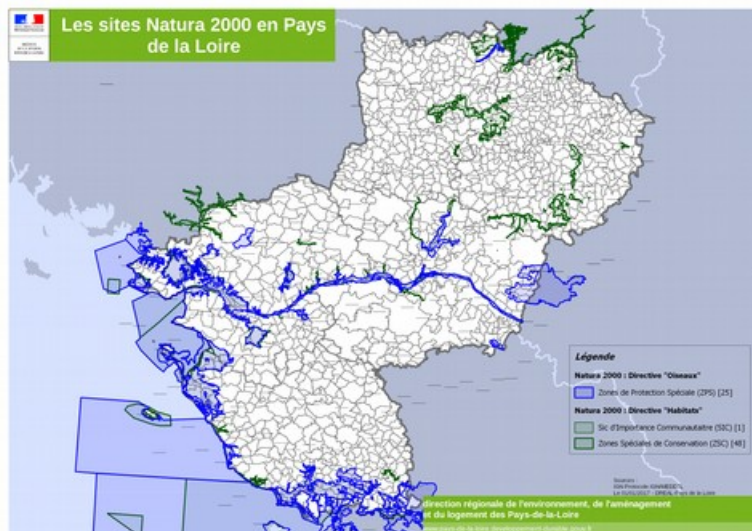 Les sites Natura 2000 en Pays
de la Loire
Légende
Natura 2000 : Directive "Oiseaux"
Zones de Protection Spéciale (ZPS) [25]
Natura 2000 : Directive "Habitats"
Sic d'Importance Communautaitre (SIC) [1]
Zones Spéciales de Conservation (ZSC) [48]
Sources :
direction régionale de l'environnement, de l'aménagement
et du logement des Pays-de-la-Loire